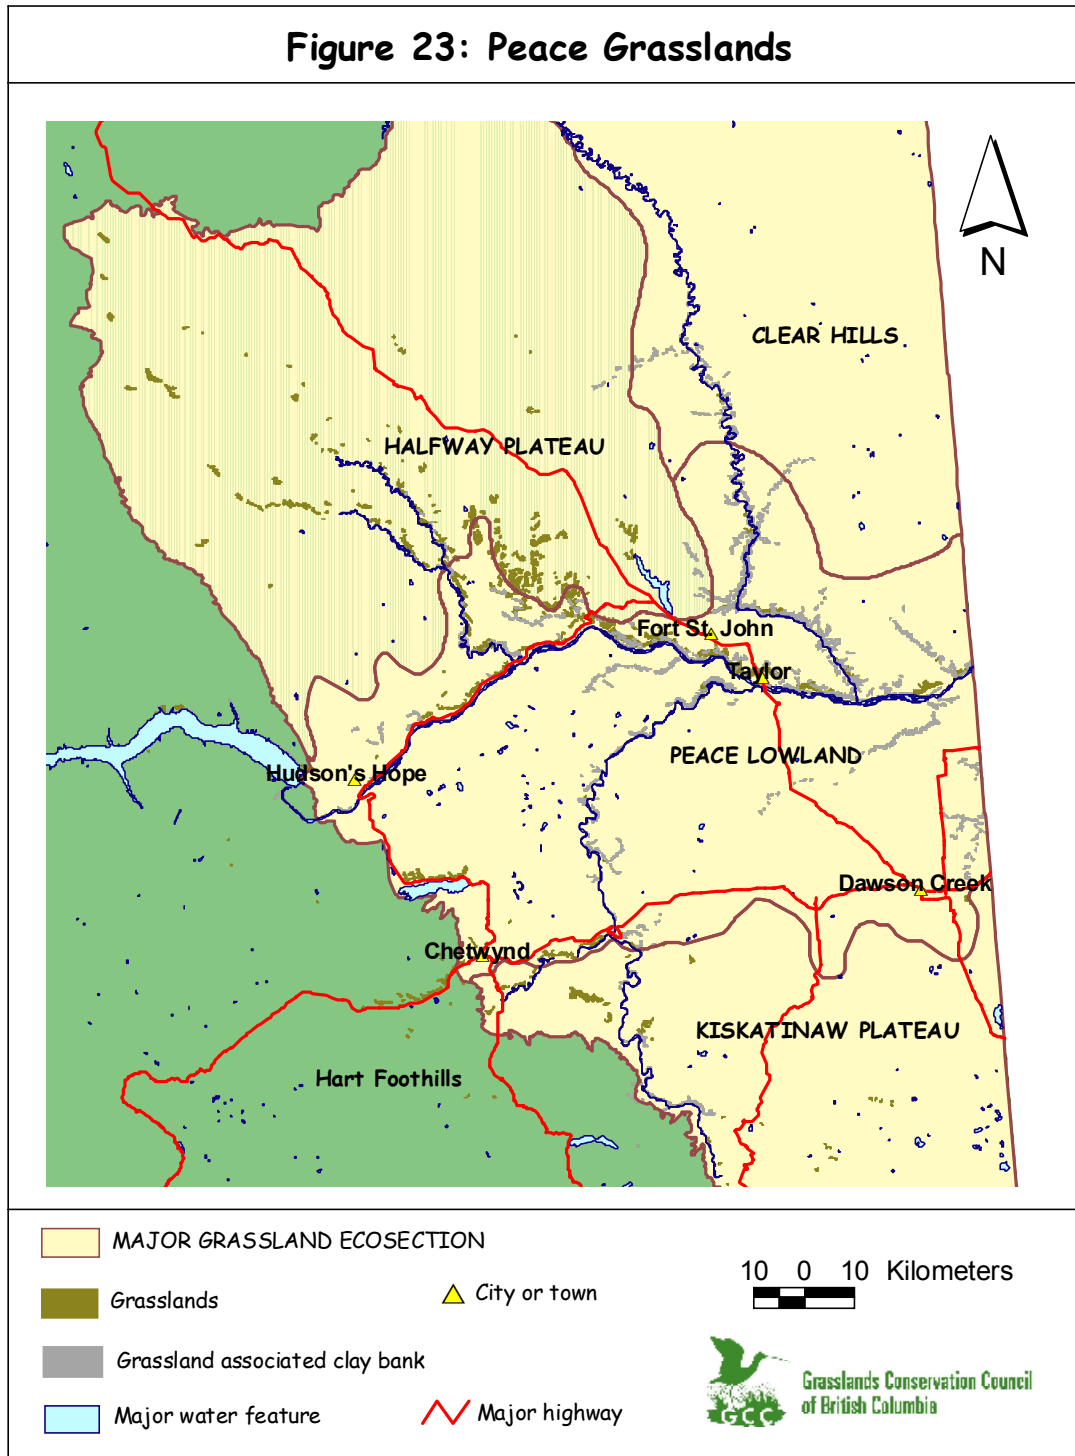 Figure 23: Peace Grasslands
N
CLEAR HILLS
HALFWAY PLATEAU
Fort St. John
Taylor
PEACE LOWLAND
Hudson's Hope
Dawson Creek
Chetwynd
KISKATINAW PLATEAU
Hart Foothills
MAJOR GRASSLAND ECOSECTION
Grasslands
City or town
10 0 10 Kilometers
Grassland associated clay bank
Major water feature
Major highway
GCC
Grasslands Conservation Council
of British Columbia